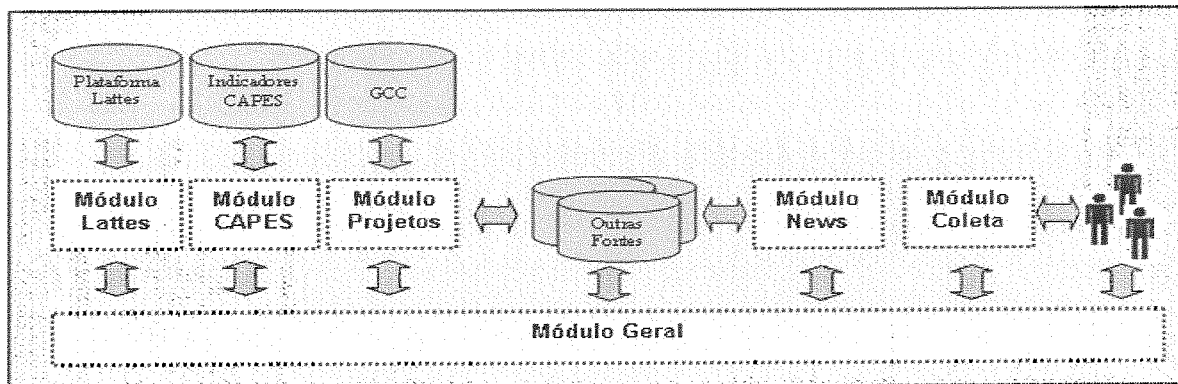 Plataforma
Lattes
Indicadores
CAPES
GCC
Módulo
Lattes
Módulo
CAPES
Módulo
Projetos
Outras
Fontes
Módulo
News
Módulo
Coleta
Módulo Geral